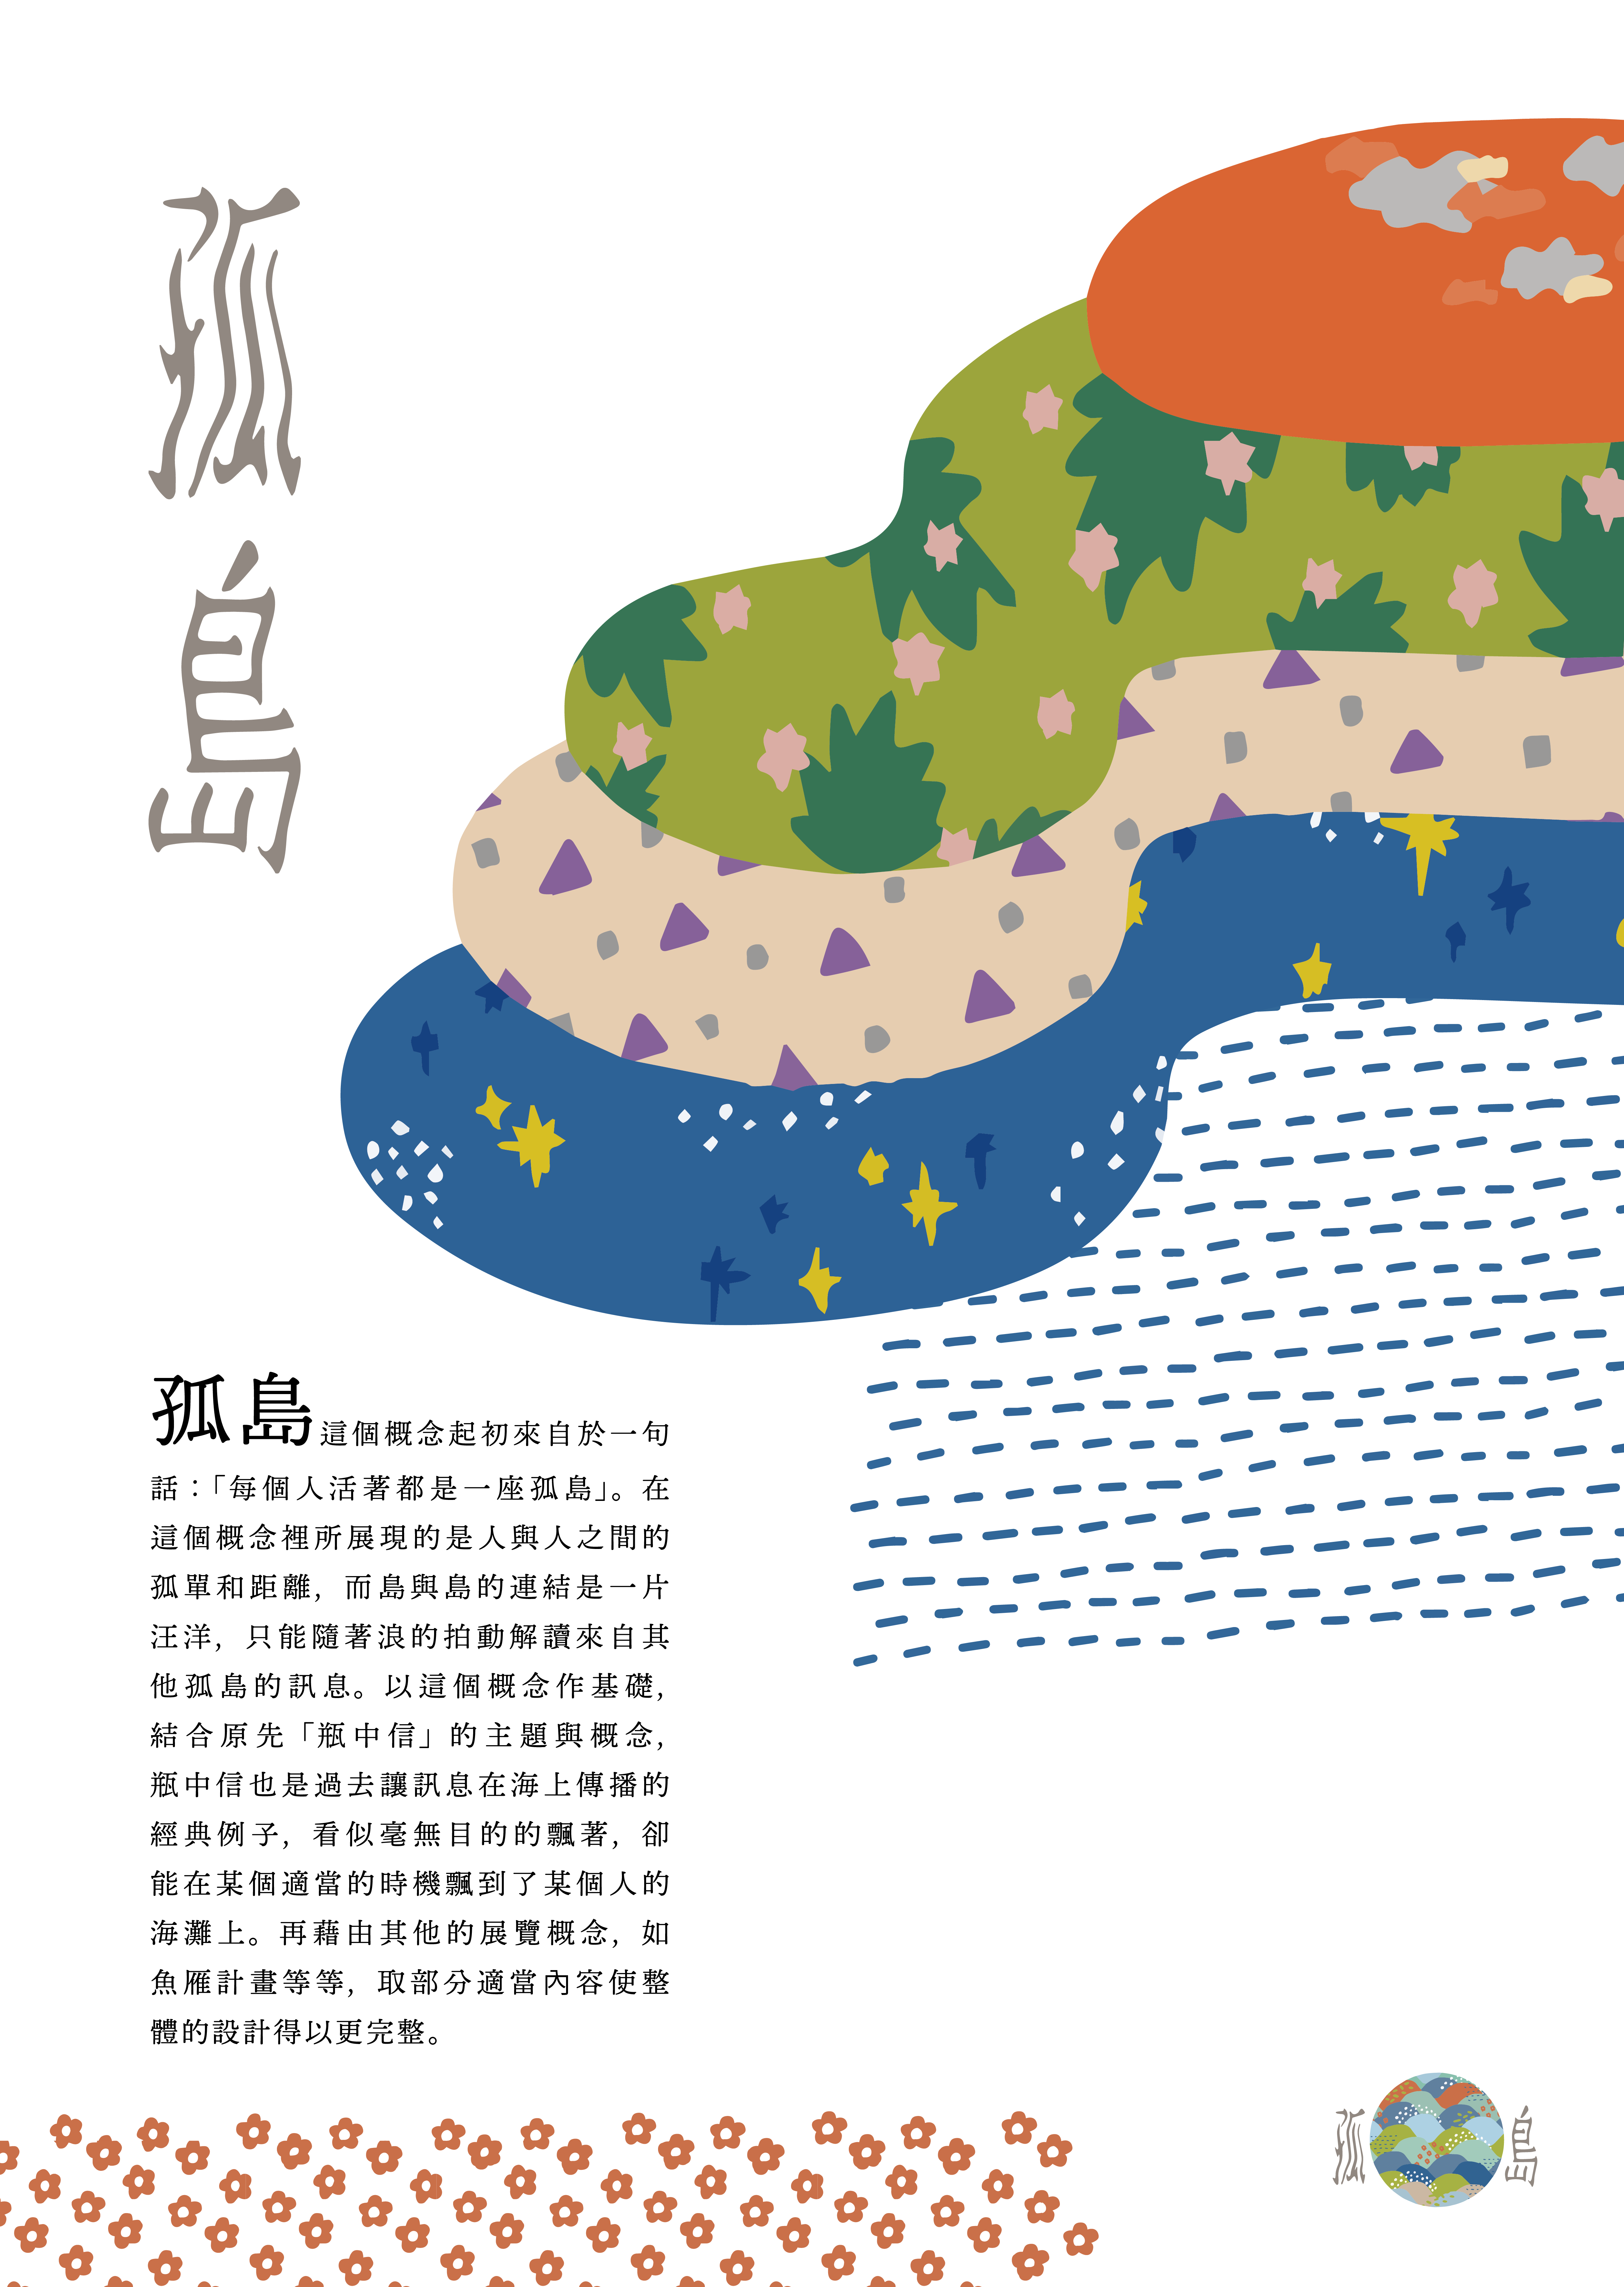 孤島
孤島這個概念起初來自於一句
話：「每個人活著都是一座孤島」。在
這個概念裡所展現的是人與人之間的
孤單和距離，而島與島的連結是一片
汪洋，只能隨著浪的拍動解讀來自其
他孤島的訊息。以這個概念作基礎，
結合原先「瓶中信」的主題與概念，
瓶中信也是過去讓訊息在海上傳播的
經典例子，看似毫無目的的飄著，卻
能在某個適當的時機飄到了某個人的
海灘上。再藉由其他的展覽概念，如
魚雁計畫等等，取部分適當內容使整
體的設計得以更完整。
孤島